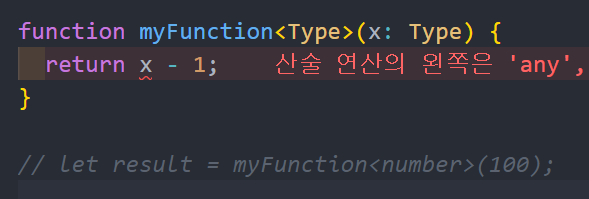 function myFunction<Type>(x: Type) {
return x - 1; 산술 연산의 왼쪽은 'any',
}
// let result = myFunction<number>(100);